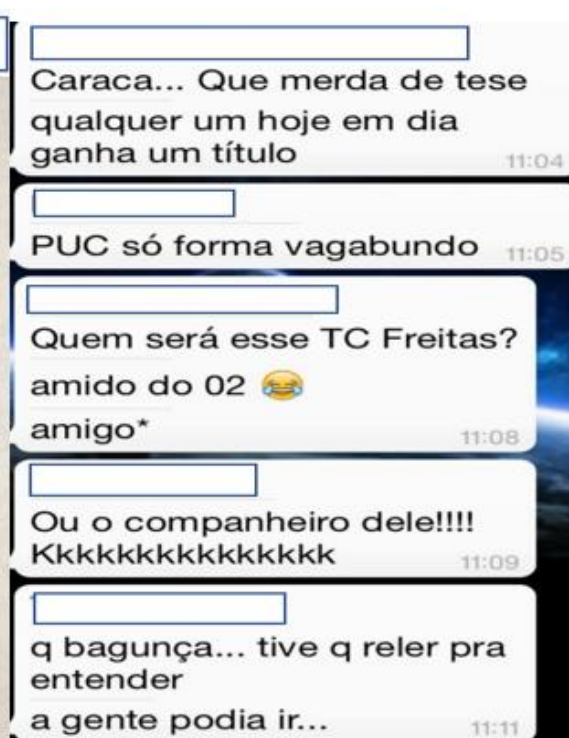 Caraca... Que merda de tese
qualquer um hoje em dia
ganha um título 11:04
PUC só forma vagabundo 11:05
Quem será esse TC Freitas?
amido do 02 😂
amigo* 11:08
Ou o companheiro dele!!!!
Kkkkkkkkkkkkkkkk 11:09
q bagunça... tive q reler pra
entender
a gente podia ir... 11:11